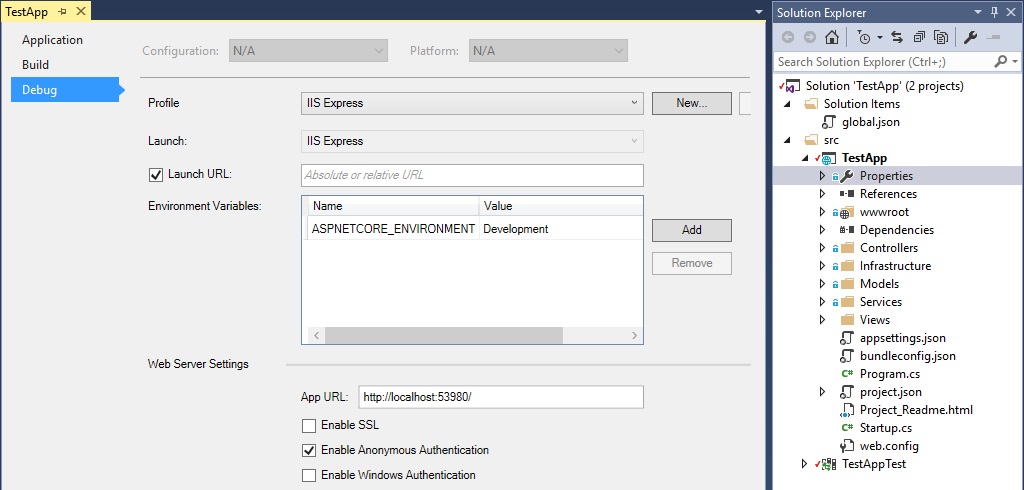 TestApp
Application
Build
Debug
Configuration: N/A Platform: N/A
Profile IIS Express New...
Launch: IIS Express
Launch URL: Absolute or relative URL
Environment Variables: Name Value
ASPNETCORE_ENVIRONMENT Development
Add
Remove
Web Server Settings
App URL: http://localhost:53980/
Enable SSL
Enable Anonymous Authentication
Enable Windows Authentication
Solution Explorer
Search Solution Explorer (Ctrl+;)
Solution 'TestApp' (2 projects)
Solution Items
global.json
src
TestApp
Properties
References
wwwroot
Dependencies
Controllers
Infrastructure
Models
Services
Views
appsettings.json
bundleconfig.json
C# Program.cs
project.json
Project_Readme.html
C# Startup.cs
web.config
TestAppTest